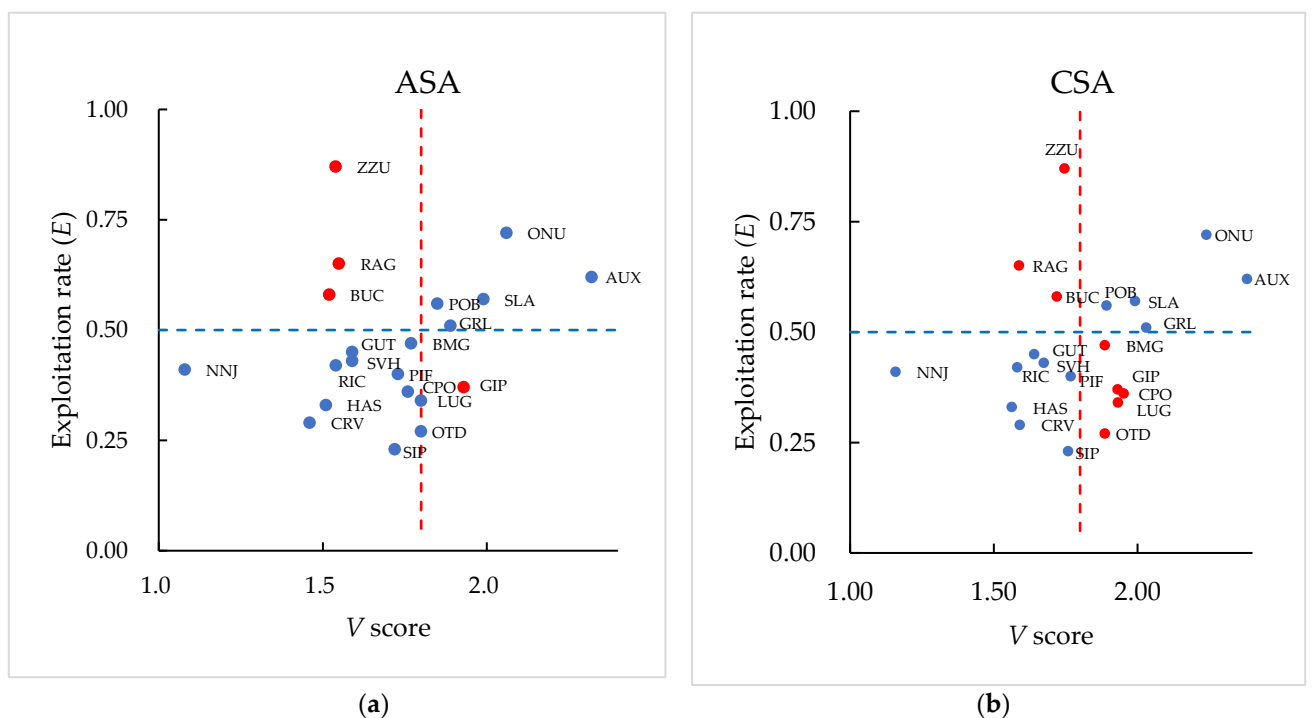 ASA
Exploitation rate (E)
1.00
0.75
0.50
0.25
0.00
1.0
1.5
2.0
V score
ZZU
RAG
BUC
ONU
AUX
POB
SLA
GRL
GUT
BMG
NNJ
SVH
RIC
PIF
CPO
GIP
HAS
LUG
CRV
OTD
SIP
(a)
CSA
Exploitation rate (E)
1.00
0.75
0.50
0.25
0.00
1.00
1.50
2.00
V score
ZZU
ONU
RAG
AUX
BUC
POB
SLA
GRL
GUT
BMG
NNJ
SVH
RIC
PIF
GIP
CPO
HAS
LUG
CRV
OTD
SIP
(b)